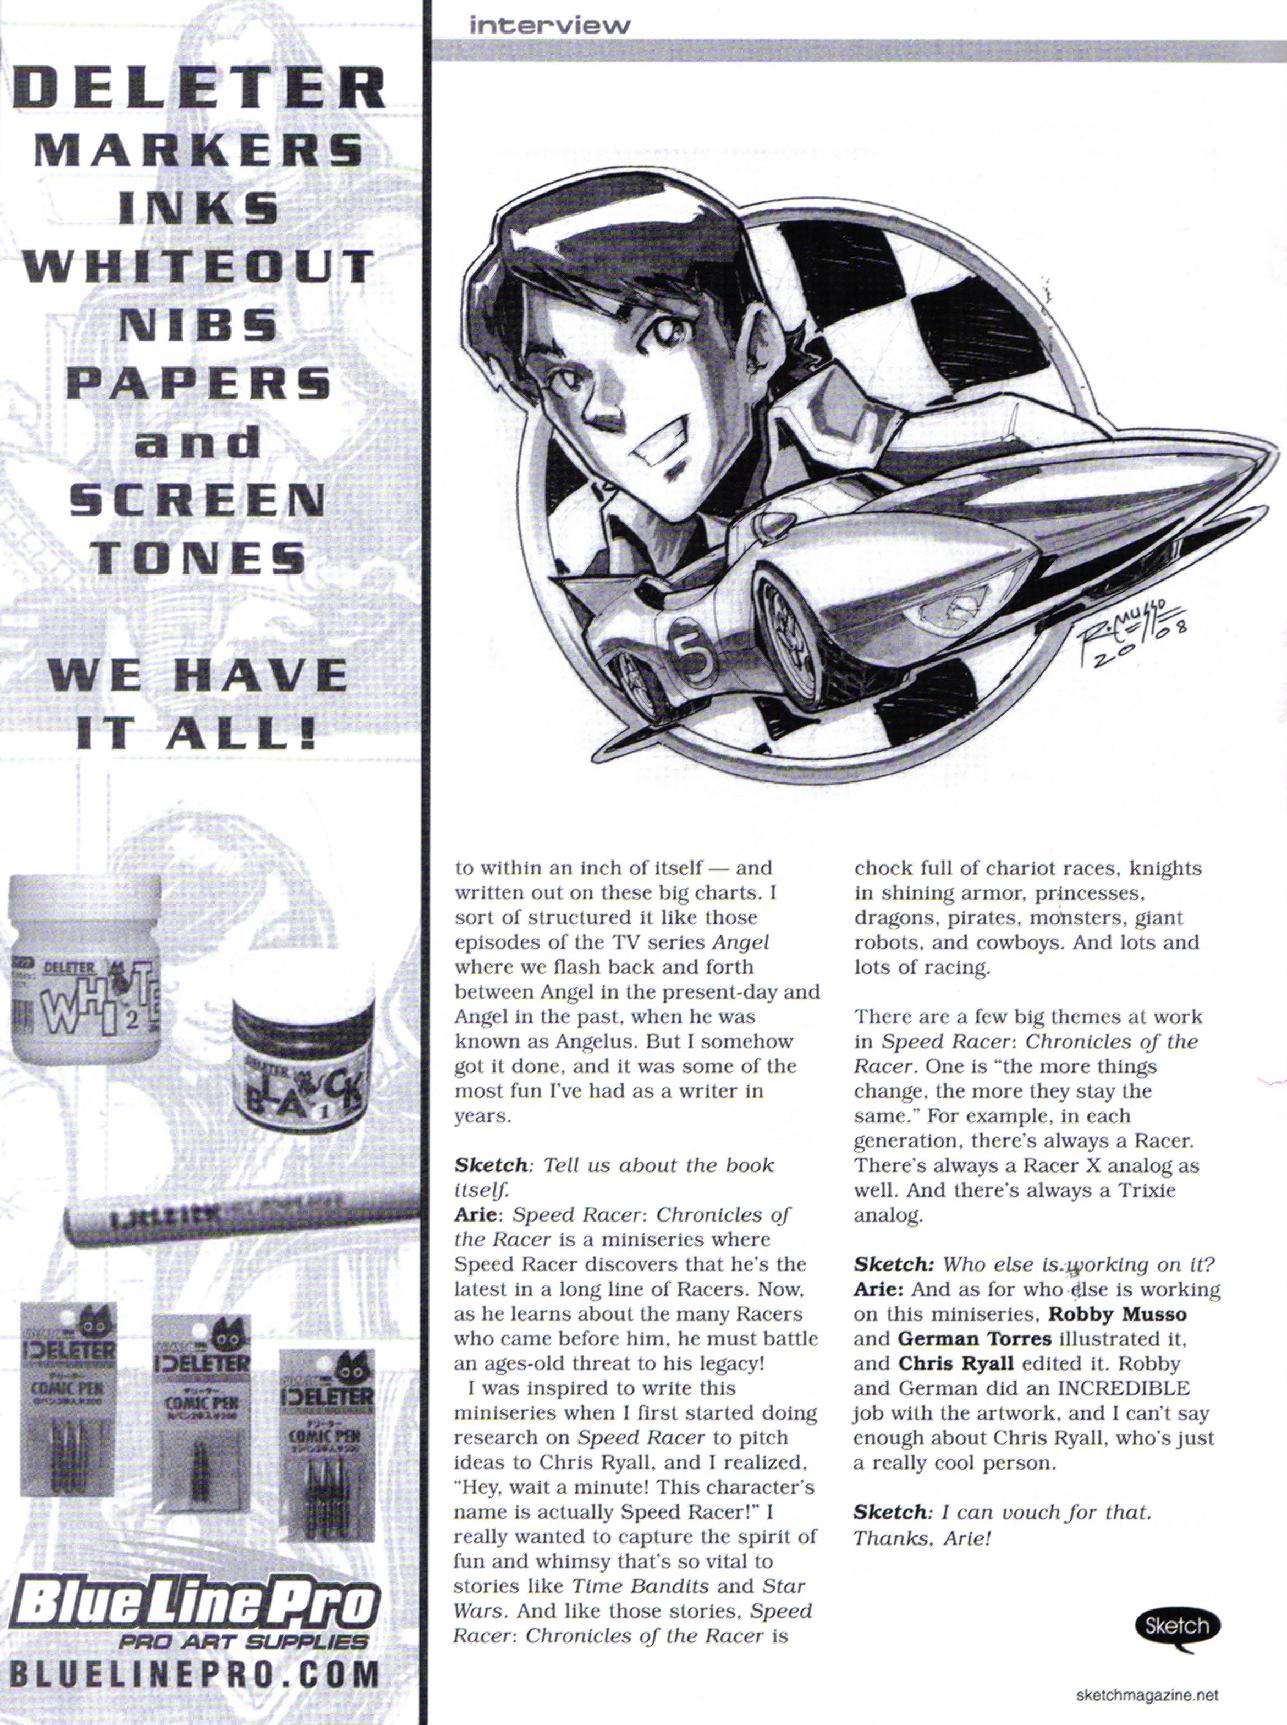 interview
DELETER
MARKERS
INKS
WHITEOUT
NIBS
PAPERS
and
SCREEN
TONES
WE HAVE
IT ALL!
DELETER
WHITE
2
DELETER
BLACK
1
DELETER
DELETER
COMIC PEN
DELETER
COMIC PEN
DELETER
COMIC PEN
BlueLinePro
PRO ART SUPPLIES
BLUELINEPRO.COM
5
R. Musso
2008
to within an inch of itself — and
written out on these big charts. I
sort of structured it like those
episodes of the TV series Angel
where we flash back and forth
between Angel in the present-day and
Angel in the past, when he was
known as Angelus. But I somehow
got it done, and it was some of the
most fun I've had as a writer in
years.
Sketch: Tell us about the book
itself.
Arie: Speed Racer: Chronicles of
the Racer is a miniseries where
Speed Racer discovers that he's the
latest in a long line of Racers. Now,
as he learns about the many Racers
who came before him, he must battle
an ages-old threat to his legacy!
I was inspired to write this
miniseries when I first started doing
research on Speed Racer to pitch
ideas to Chris Ryall, and I realized,
"Hey, wait a minute! This character's
name is actually Speed Racer!" I
really wanted to capture the spirit of
fun and whimsy that's so vital to
stories like Time Bandits and Star
Wars. And like those stories, Speed
Racer: Chronicles of the Racer is
chock full of chariot races, knights
in shining armor, princesses,
dragons, pirates, monsters, giant
robots, and cowboys. And lots and
lots of racing.
There are a few big themes at work
in Speed Racer: Chronicles of the
Racer. One is "the more things
change, the more they stay the
same." For example, in each
generation, there's always a Racer.
There's always a Racer X analog as
well. And there's always a Trixie
analog.
Sketch: Who else is working on it?
Arie: And as for who else is working
on this miniseries, Robby Musso
and German Torres illustrated it,
and Chris Ryall edited it. Robby
and German did an INCREDIBLE
job with the artwork, and I can't say
enough about Chris Ryall, who's just
a really cool person.
Sketch: I can vouch for that.
Thanks, Arie!
Sketch
sketchmagazine.net